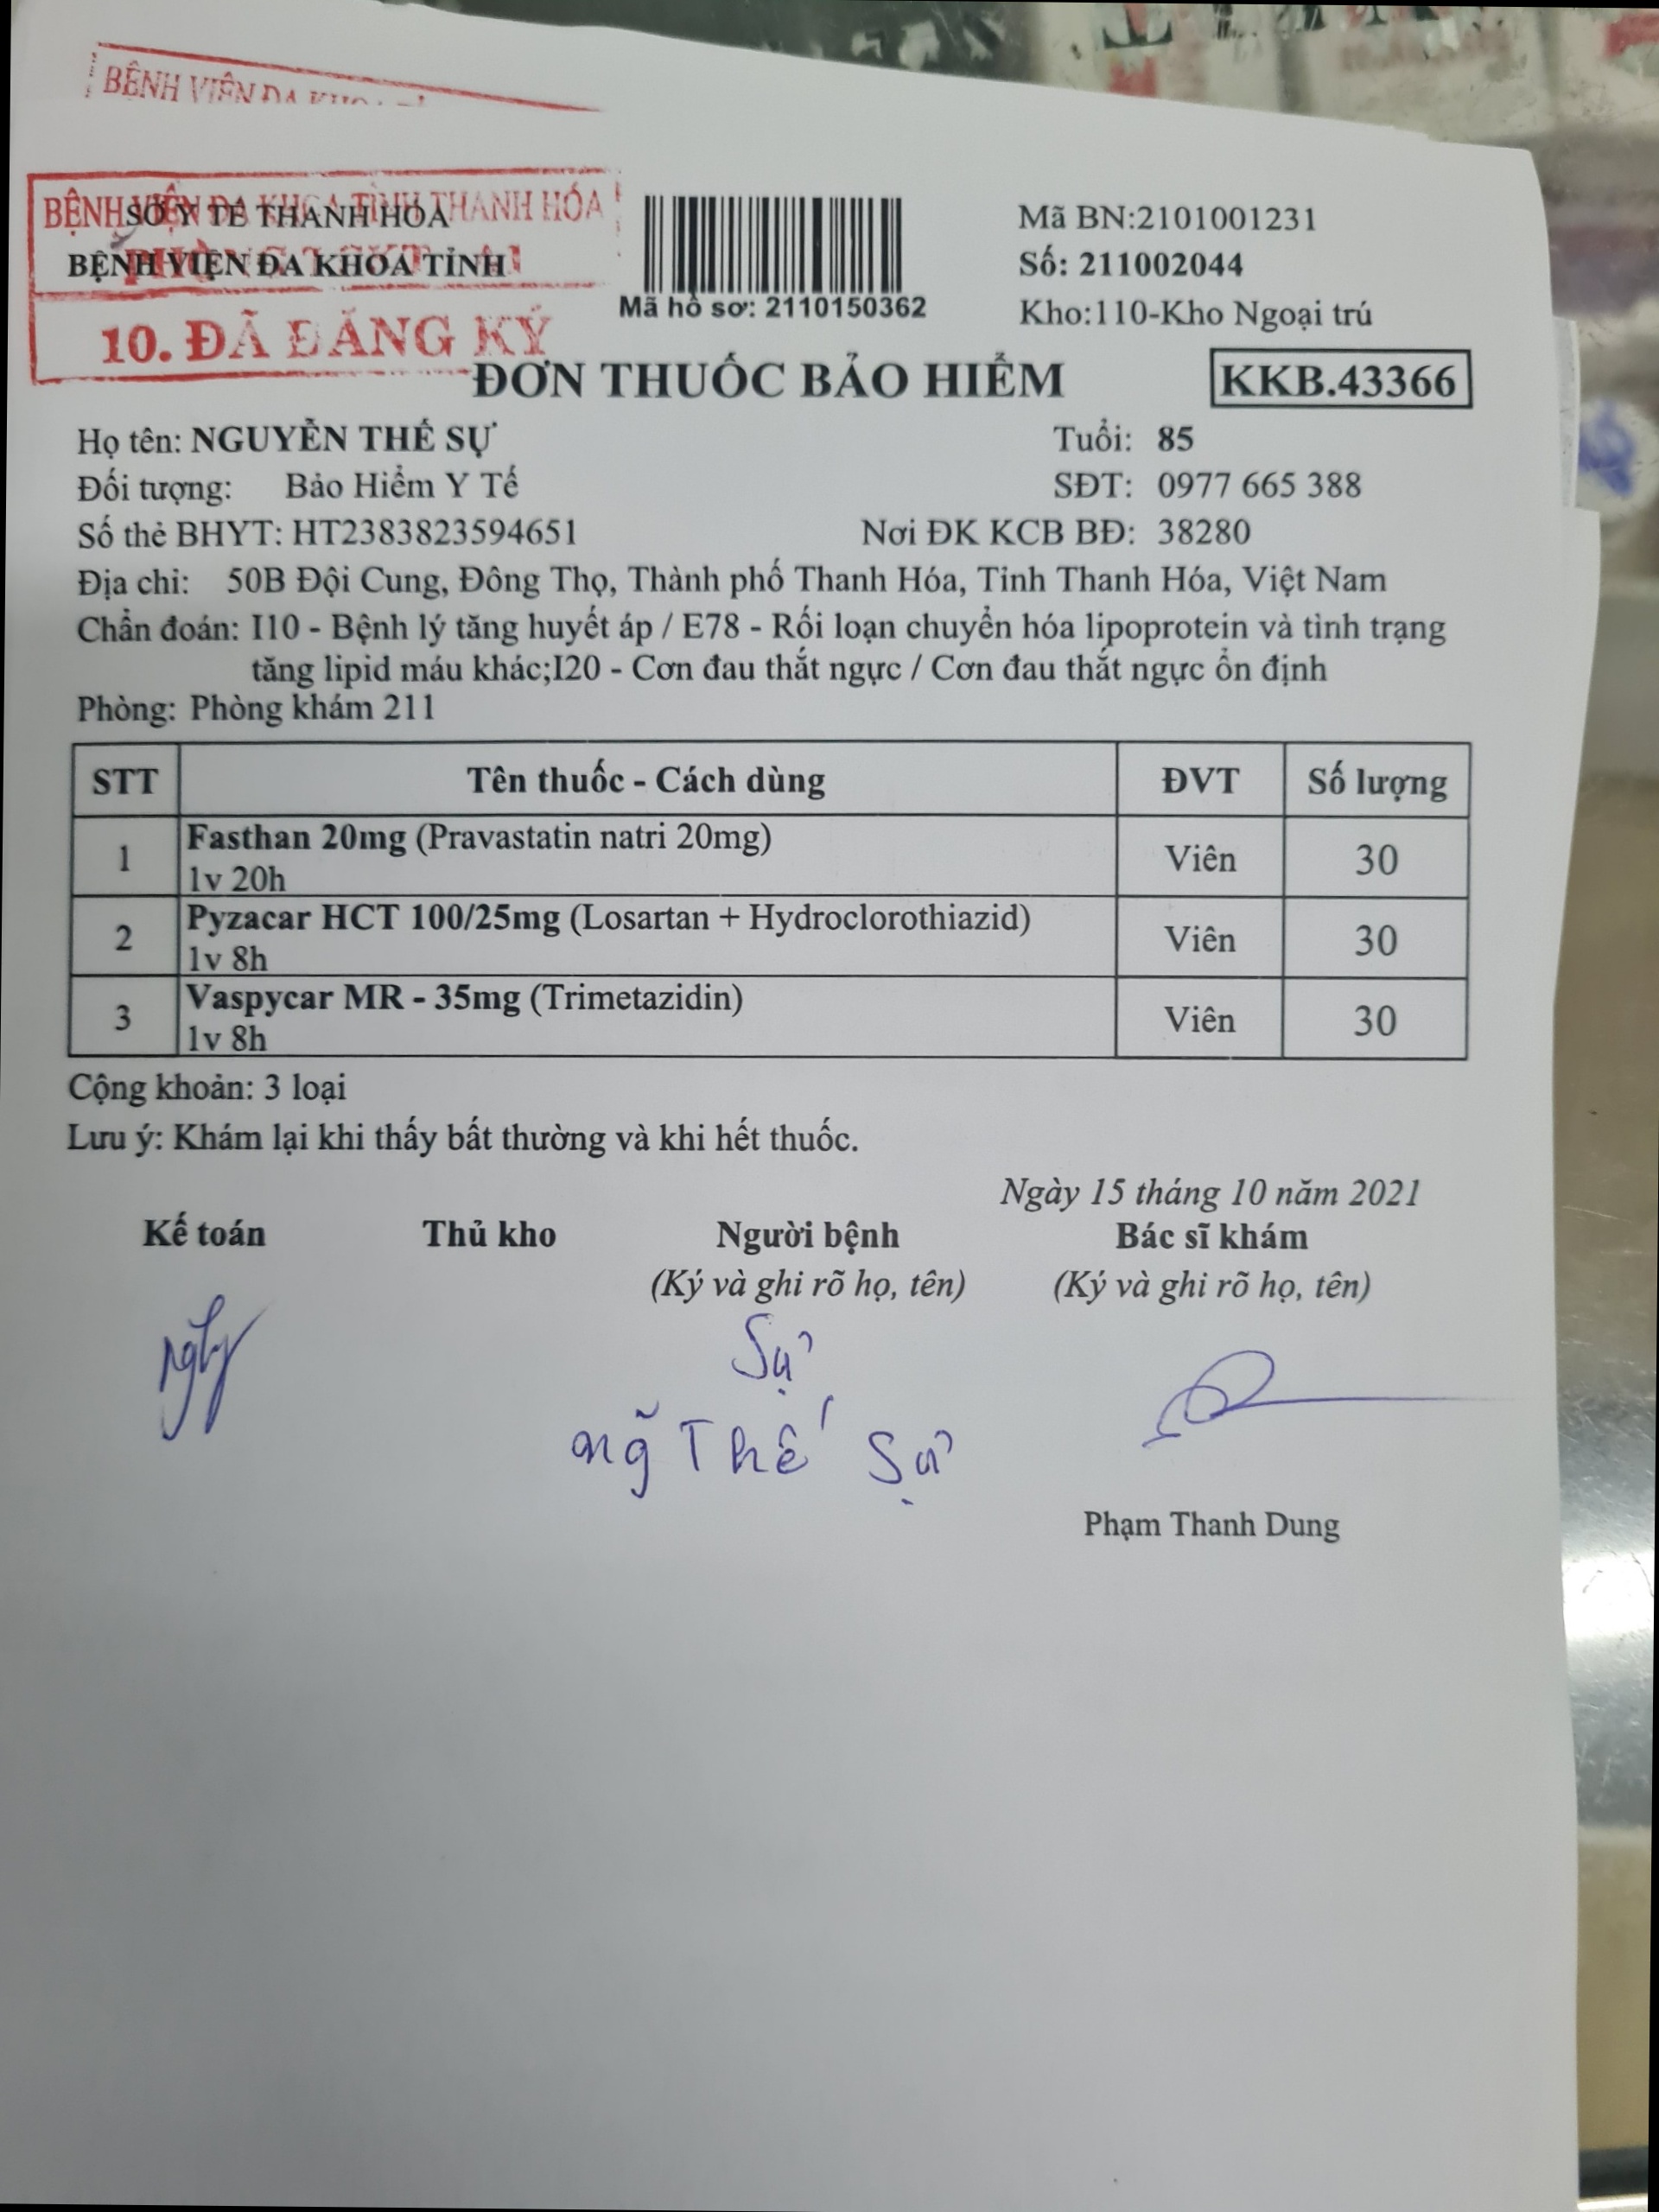 BỆNH VIỆN ĐA KHOA
BỆNH VIỆN ĐA KHOA TỈNH THANH HÓA
SỞ Y TẾ THANH HÓA
BỆNH VIỆN ĐA KHOA TỈNH
10. ĐÃ ĐĂNG KÝ
Mã hồ sơ: 2110150362
Mã BN:2101001231
Số: 211002044
Kho:110-Kho Ngoại trú
ĐƠN THUỐC BẢO HIỂM
KKB.43366
Họ tên: NGUYỄN THẾ SỰ Tuổi: 85
Đối tượng: Bảo Hiểm Y Tế SĐT: 0977 665 388
Số thẻ BHYT: HT2383823594651 Nơi ĐK KCB BĐ: 38280
Địa chỉ: 50B Đội Cung, Đông Thọ, Thành phố Thanh Hóa, Tỉnh Thanh Hóa, Việt Nam
Chẩn đoán: I10 - Bệnh lý tăng huyết áp / E78 - Rối loạn chuyển hóa lipoprotein và tình trạng
tăng lipid máu khác;I20 - Cơn đau thắt ngực / Cơn đau thắt ngực ổn định
Phòng: Phòng khám 211
STT Tên thuốc - Cách dùng ĐVT Số lượng
1 Fasthan 20mg (Pravastatin natri 20mg) Viên 30
1v 20h
2 Pyzacar HCT 100/25mg (Losartan + Hydroclorothiazid) Viên 30
1v 8h
3 Vaspycar MR - 35mg (Trimetazidin) Viên 30
1v 8h
Cộng khoản: 3 loại
Lưu ý: Khám lại khi thấy bất thường và khi hết thuốc.
Ngày 15 tháng 10 năm 2021
Kế toán Thủ kho Người bệnh Bác sĩ khám
(Ký và ghi rõ họ, tên) (Ký và ghi rõ họ, tên)
Sự
Ng̃ Thế Sự
Phạm Thanh Dung